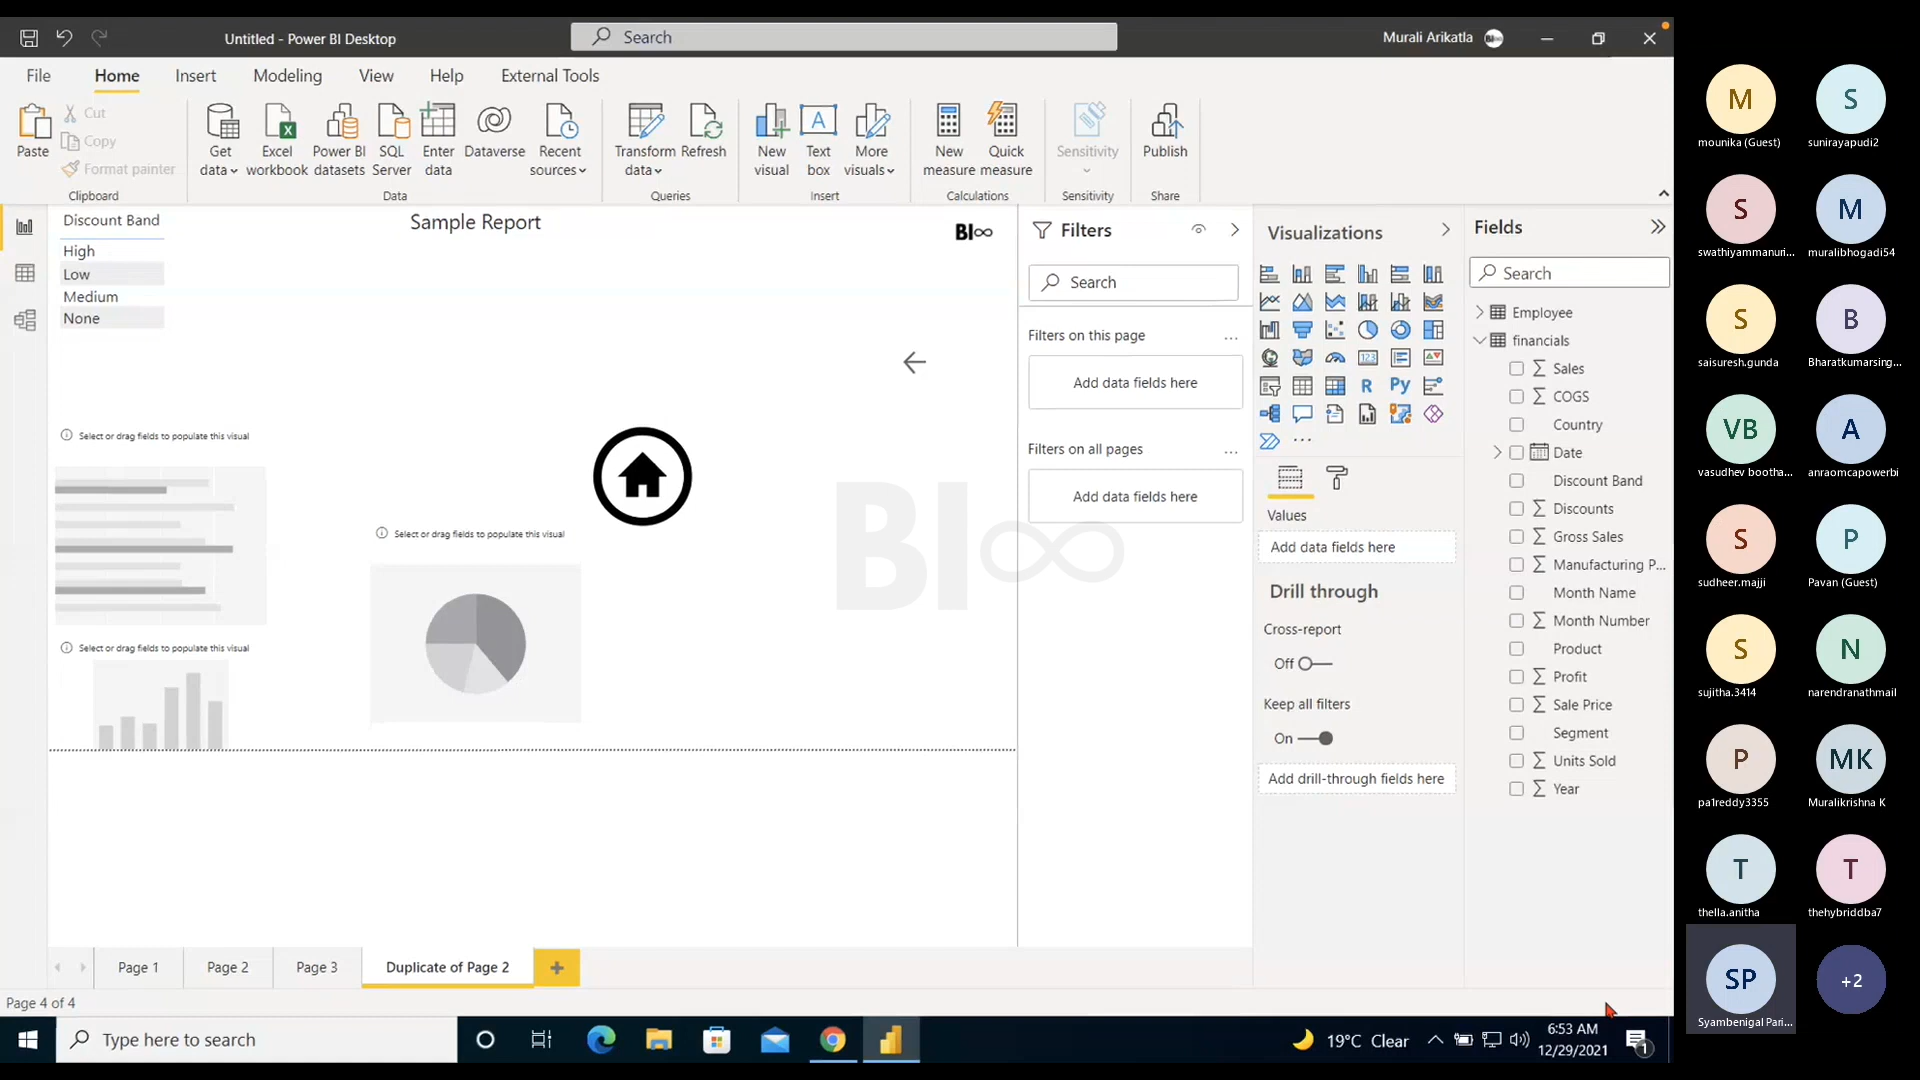 Untitled - Power BI Desktop
Search
Murali Arikatla
File
Home
Insert
Modeling
View
Help
External Tools
Paste
Cut
Copy
Format painter
Clipboard
Get data
Excel workbook
Power BI datasets
SQL Server
Enter data
Dataverse
Recent sources
Data
Transform data
Refresh
Queries
New visual
Text box
More visuals
Insert
New measure
Quick measure
Calculations
Sensitivity
Sensitivity
Publish
Share
Discount Band
High
Low
Medium
None
Sample Report
BI∞
Select or drag fields to populate this visual
Select or drag fields to populate this visual
Select or drag fields to populate this visual
BI∞
Filters
Search
Filters on this page
...
Add data fields here
Filters on all pages
...
Add data fields here
Visualizations
123
R
Py
...
Values
Add data fields here
Drill through
Cross-report
Off
Keep all filters
On
Add drill-through fields here
Fields
Search
Employee
financials
Sales
COGS
Country
Date
Discount Band
Discounts
Gross Sales
Manufacturing P...
Month Name
Month Number
Product
Profit
Sale Price
Segment
Units Sold
Year
Page 1
Page 2
Page 3
Duplicate of Page 2
+
Page 4 of 4
Type here to search
19°C Clear
6:53 AM
12/29/2021
1
M
mounika (Guest)
S
sunirayapudi2
S
swathiyammanuri...
M
muralibhogadi54
S
saisuresh.gunda
B
Bharatkumarsing...
VB
vasudhev bootha...
A
anraomcapowerbi
S
sudheer.majji
P
Pavan (Guest)
S
sujitha.3414
N
narendranathmail
P
pa1reddy3355
MK
Muralikrishna K
T
thella.anitha
T
thehybriddba7
SP
Syambenigal Pari...
+2